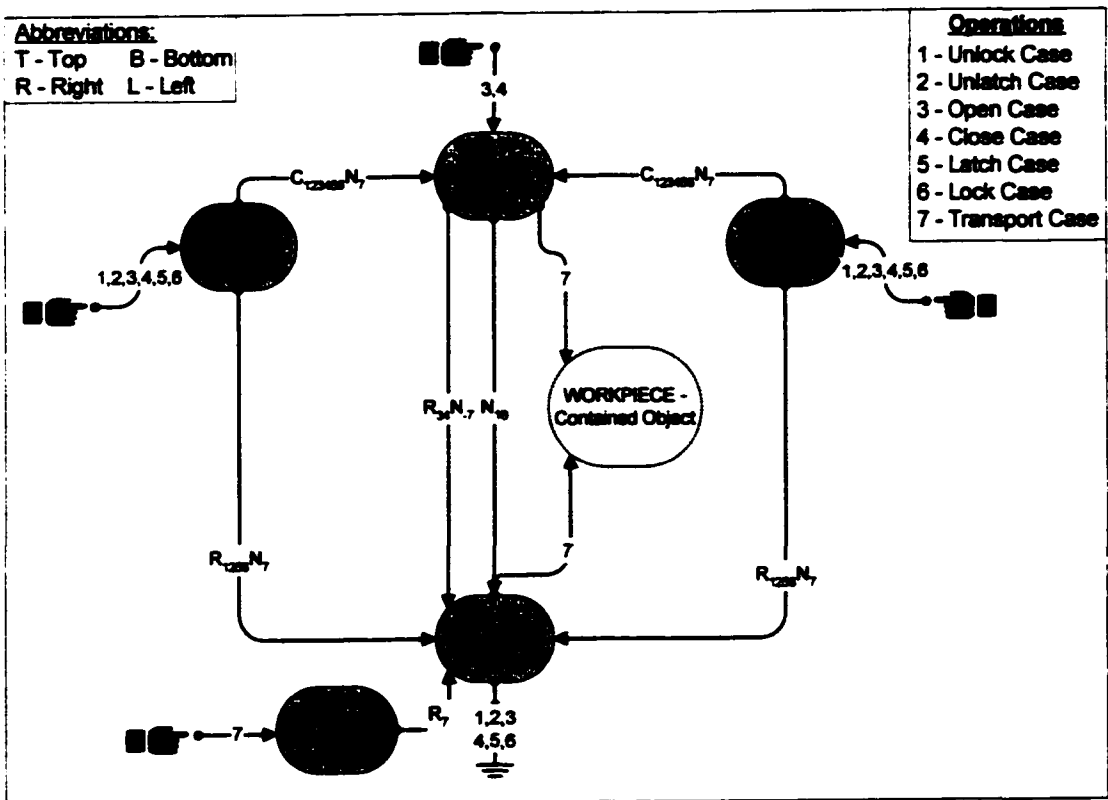 Abbreviations:
T - Top B - Bottom
R - Right L - Left
Operations
1 - Unlock Case
2 - Unlatch Case
3 - Open Case
4 - Close Case
5 - Latch Case
6 - Lock Case
7 - Transport Case
3,4
C₁₂₃₄₅₆N₇
C₁₂₃₄₅₆N₇
1,2,3,4,5,6
1,2,3,4,5,6
7
WORKPIECE -
Contained Object
R₃₄N.₇
7
R₁₂₅₆N₇
R₁₂₅₆N₇
R₇
1,2,3
4,5,6
7